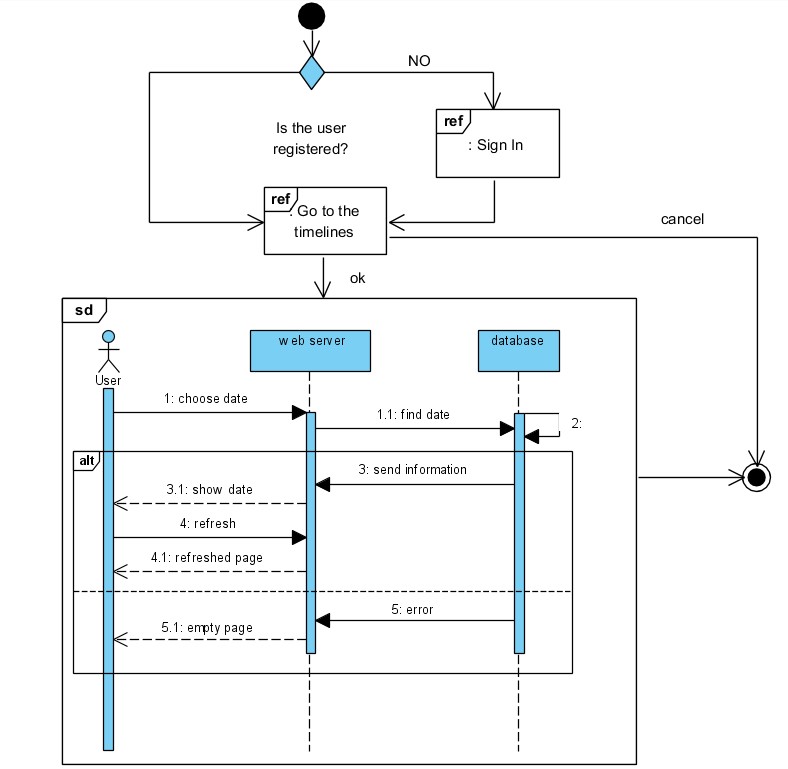 NO
Is the user
registered?
ref
: Sign In
ref
: Go to the
timelines
cancel
ok
sd
web server
database
User
1: choose date
1.1: find date
2:
alt
3: send information
3.1: show date
4: refresh
4.1: refreshed page
5: error
5.1: empty page